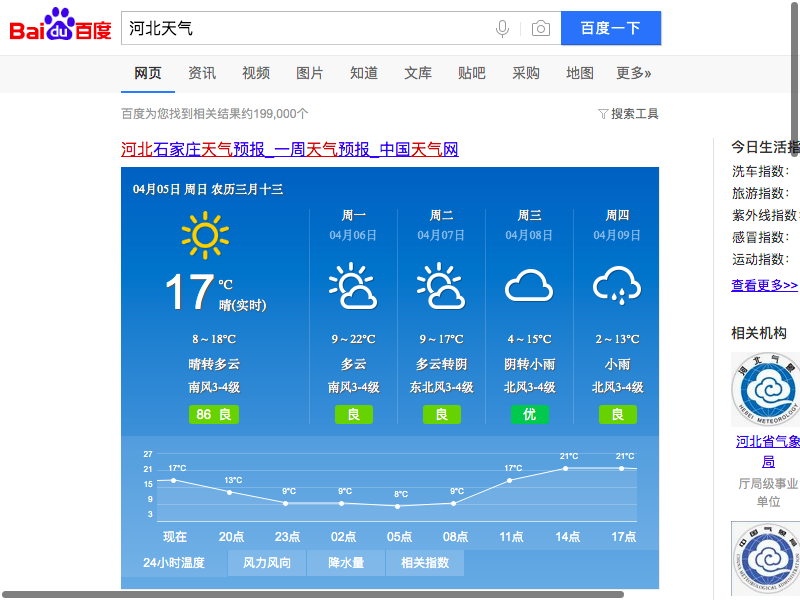 Bai du 百度
河北天气
百度一下
网页 资讯 视频 图片 知道 文库 贴吧 采购 地图 更多»
百度为您找到相关结果约199,000个
搜索工具
河北石家庄天气预报_一周天气预报_中国天气网
04月05日 周日 农历三月十三
17 ℃
晴(实时)
8 ~ 18℃
晴转多云
南风3-4级
86 良
周一
04月06日
9 ~ 22℃
多云
南风3-4级
良
周二
04月07日
9 ~ 17℃
多云转阴
东北风3-4级
良
周三
04月08日
4 ~ 15℃
阴转小雨
北风3-4级
优
周四
04月09日
2 ~ 13℃
小雨
北风3-4级
良
27
21
15
9
3
17℃ 13℃ 9℃ 9℃ 8℃ 9℃ 17℃ 21℃ 21℃
现在 20点 23点 02点 05点 08点 11点 14点 17点
24小时温度 风力风向 降水量 相关指数
今日生活指
洗车指数：
旅游指数：
紫外线指数：
感冒指数：
运动指数：
查看更多>>
相关机构
河北气象
HEBEI METEOROLOGY
河北省气象
局
厅局级事业
单位
中国气象局
CHINA METEOROLOGICAL ADMINISTRATION